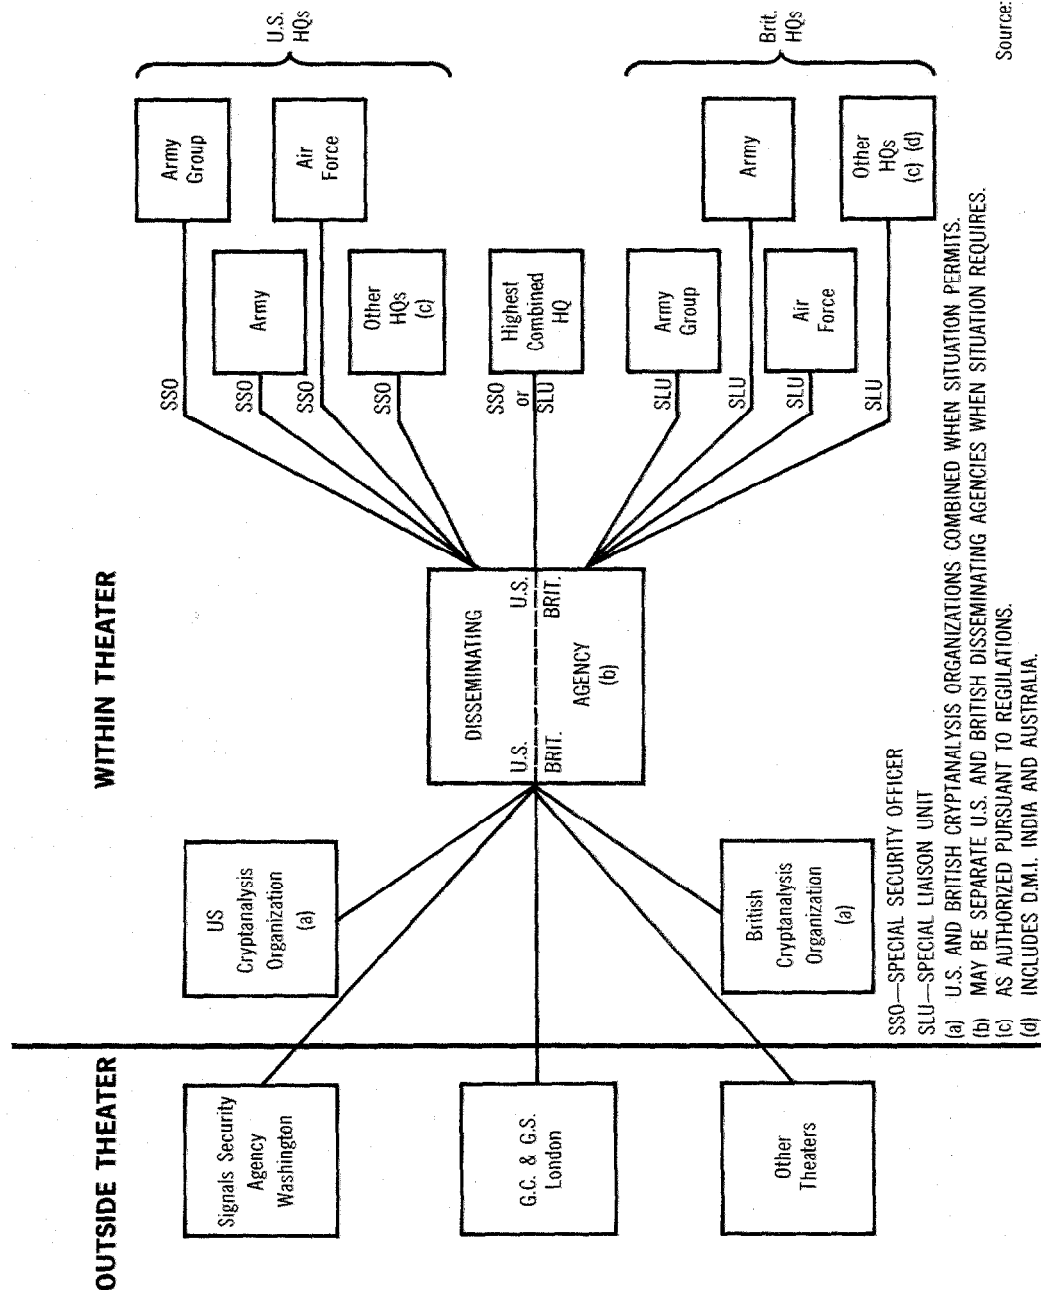 OUTSIDE THEATER
WITHIN THEATER
Signals Security
Agency
Washington
G.C. & G.S.
London
Other
Theaters
US
Cryptanalysis
Organization
(a)
British
Cryptanalysis
Organization
(a)
DISSEMINATING
U.S.
U.S.
BRIT.
BRIT.
AGENCY
(b)
SSO
SSO
SSO
SSO
SSO
or
SLU
SLU
SLU
SLU
SLU
Army
Group
Army
Air
Force
Other
HQs
(c)
Highest
Combined
HQ
Army
Group
Army
Air
Force
Other
HQs
(c) (d)
U.S.
HQs
Brit.
HQs
SSO—SPECIAL SECURITY OFFICER
SLU—SPECIAL LIAISON UNIT
(a) U.S. AND BRITISH CRYPTANALYSIS ORGANIZATIONS COMBINED WHEN SITUATION PERMITS.
(b) MAY BE SEPARATE U.S. AND BRITISH DISSEMINATING AGENCIES WHEN SITUATION REQUIRES.
(c) AS AUTHORIZED PURSUANT TO REGULATIONS.
(d) INCLUDES D.M.I. INDIA AND AUSTRALIA.
Source: